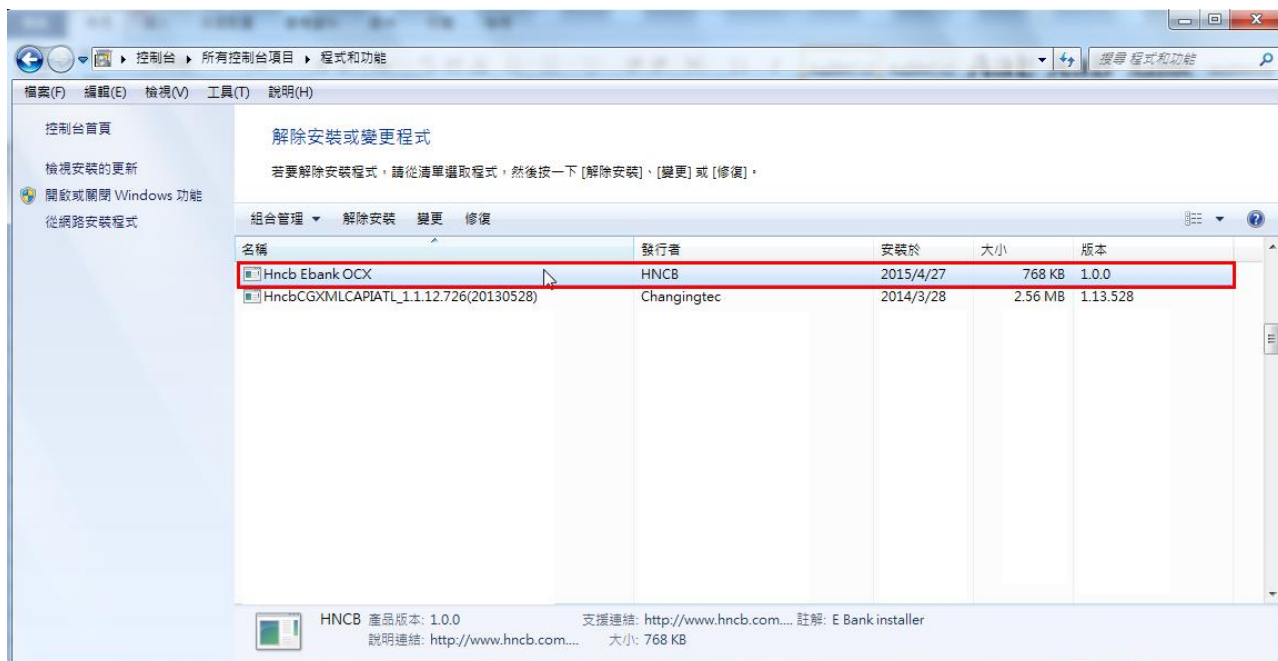 控制台 ▸ 所有控制台項目 ▸ 程式和功能
搜尋 程式和功能
檔案(F) 編輯(E) 檢視(V) 工具(T) 說明(H)
控制台首頁
檢視安裝的更新
開啟或關閉 Windows 功能
從網路安裝程式
解除安裝或變更程式
若要解除安裝程式，請從清單選取程式，然後按一下 [解除安裝]、[變更] 或 [修復]。
組合管理 ▼ 解除安裝 變更 修復
名稱 發行者 安裝於 大小 版本
Hncb Ebank OCX HNCB 2015/4/27 768 KB 1.0.0
HncbCGXMLCAPIATL_1.1.12.726(20130528) Changingtec 2014/3/28 2.56 MB 1.13.528
HNCB 產品版本: 1.0.0 支援連結: http://www.hncb.com.... 註解: E Bank installer
說明連結: http://www.hncb.com.... 大小: 768 KB